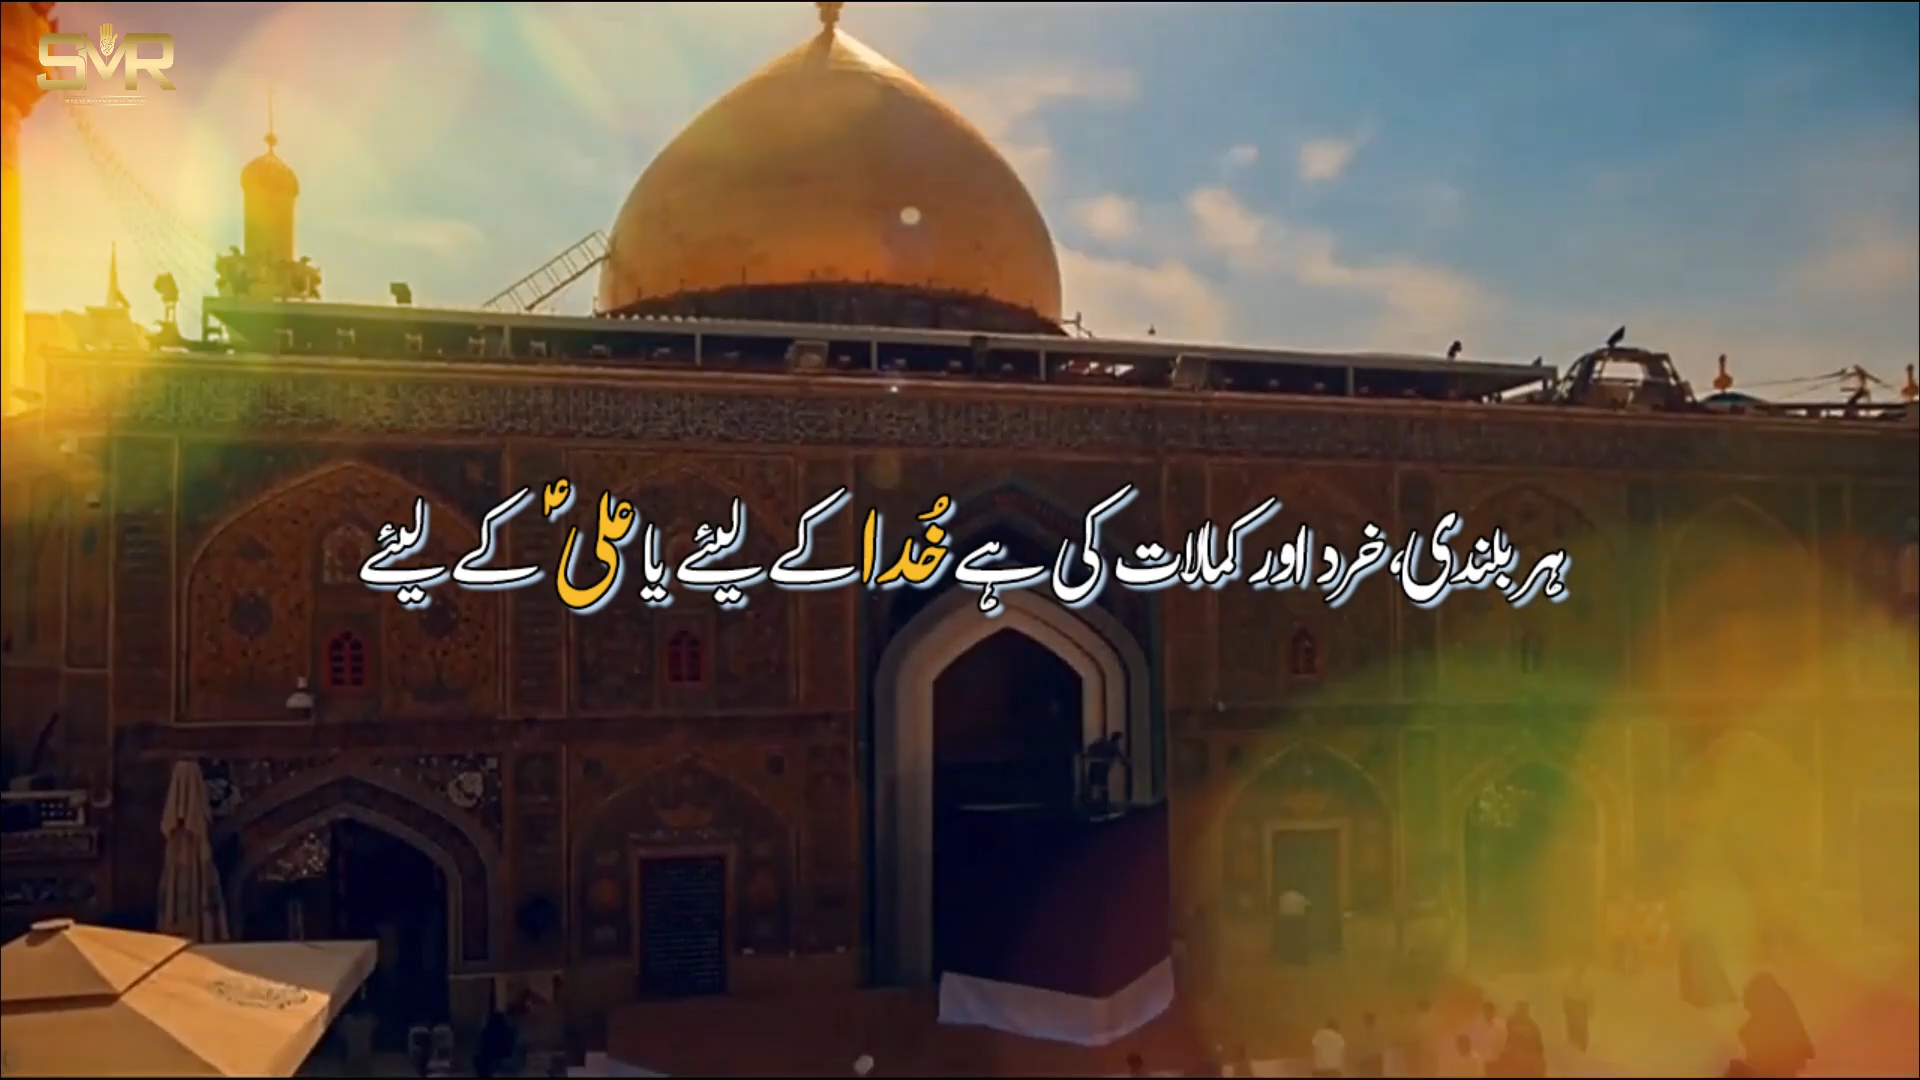 SMR
ہر بلندی، خرد اور کمالات کی ہے خُدا کے لیئے یا علیؑ کے لیئے